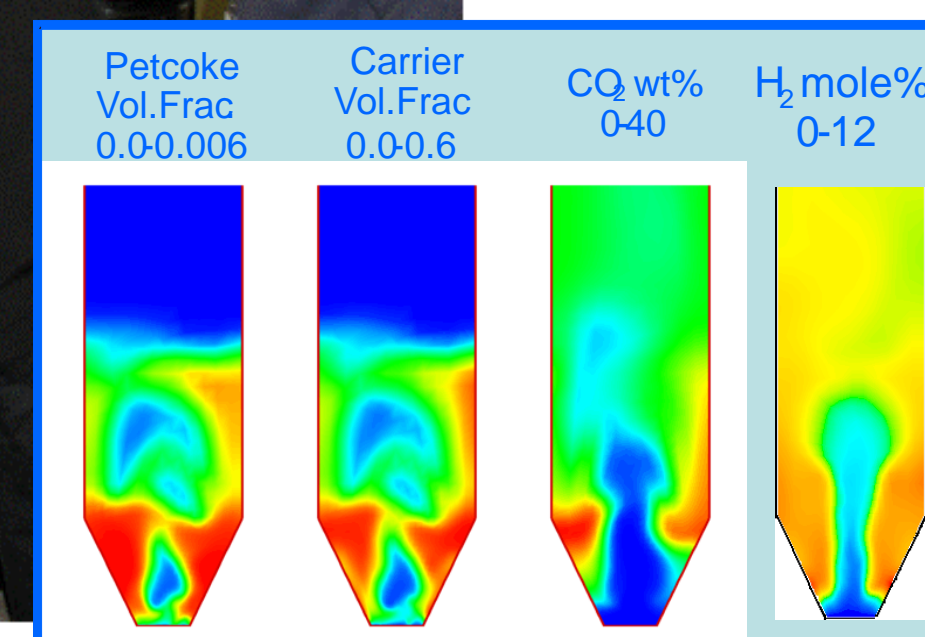 Petcoke
Vol.Frac
0.0-0.006
Carrier
Vol.Frac
0.0-0.6
CO₂ wt%
0-40
H₂ mole%
0-12